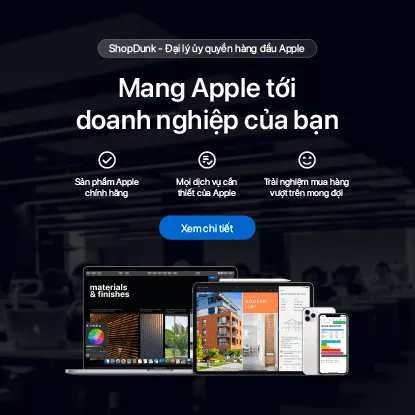 ShopDunk - Đại lý ủy quyền hàng đầu Apple
Mang Apple tới
doanh nghiệp của bạn
Sản phẩm Apple
chính hãng
Mọi dịch vụ cần
thiết của Apple
Trải nghiệm mua hàng
vượt trên mong đợi
Xem chi tiết
materials
& finishes
MODERN
LOFT